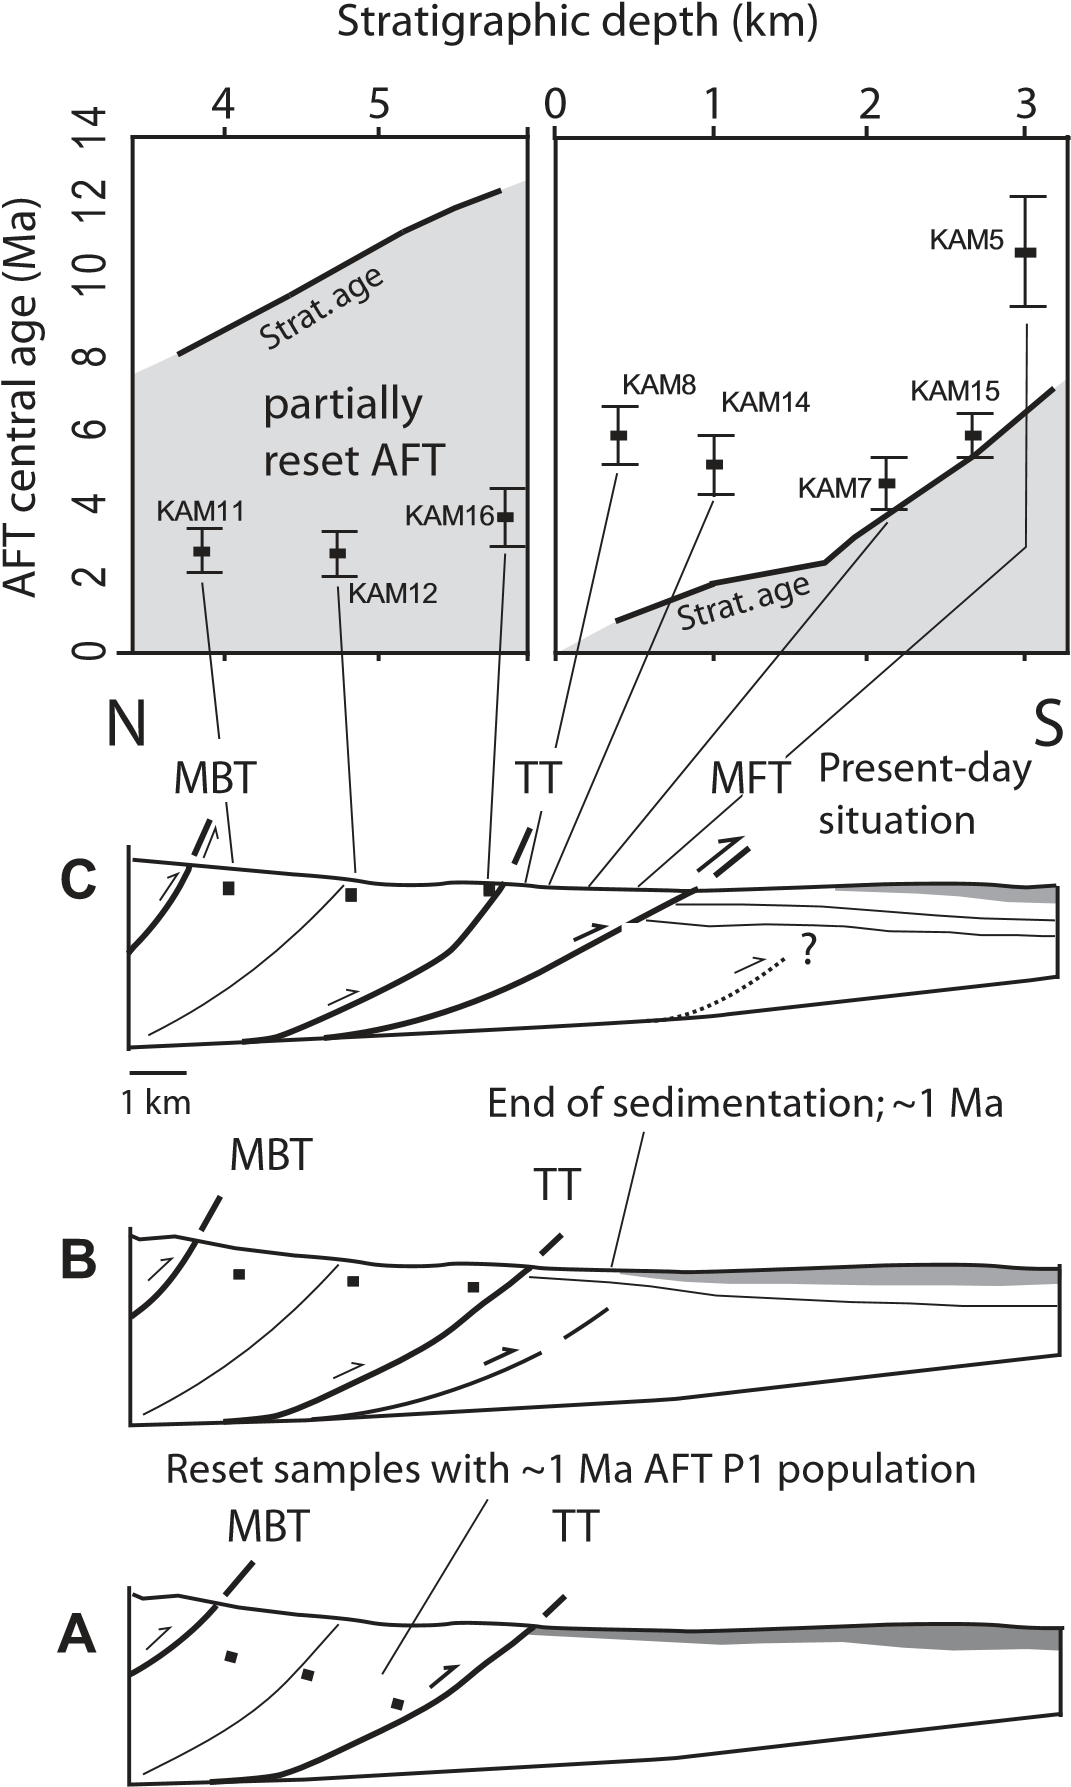 Stratigraphic depth (km)
4 5 0 1 2 3
AFT central age (Ma)
14
12
10
8
6
4
2
0
Strat. age
partially
reset AFT
KAM11
KAM12
KAM16
KAM8
KAM14
KAM7
KAM15
KAM5
Strat. age
N S
MBT TT MFT Present-day
situation
C
?
1 km
End of sedimentation; ~1 Ma
MBT
TT
B
Reset samples with ~1 Ma AFT P1 population
MBT TT
A